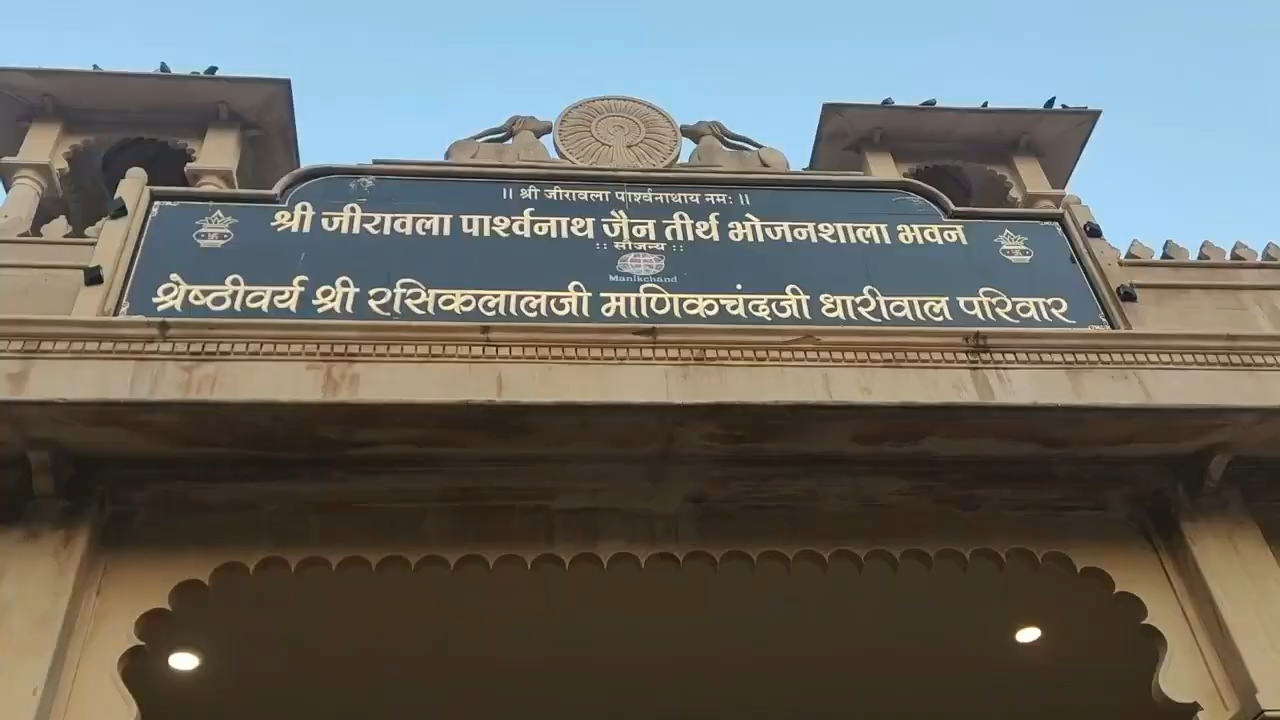 ।। श्री जीरावला पार्श्वनाथाय नमः ।।
श्री जीरावला पार्श्वनाथ जैन तीर्थ भोजनशाला भवन
:: सौजन्य ::
Manikchand
श्रेष्ठीवर्य श्री रसिकलालजी माणिकचंदजी धारीवाल परिवार